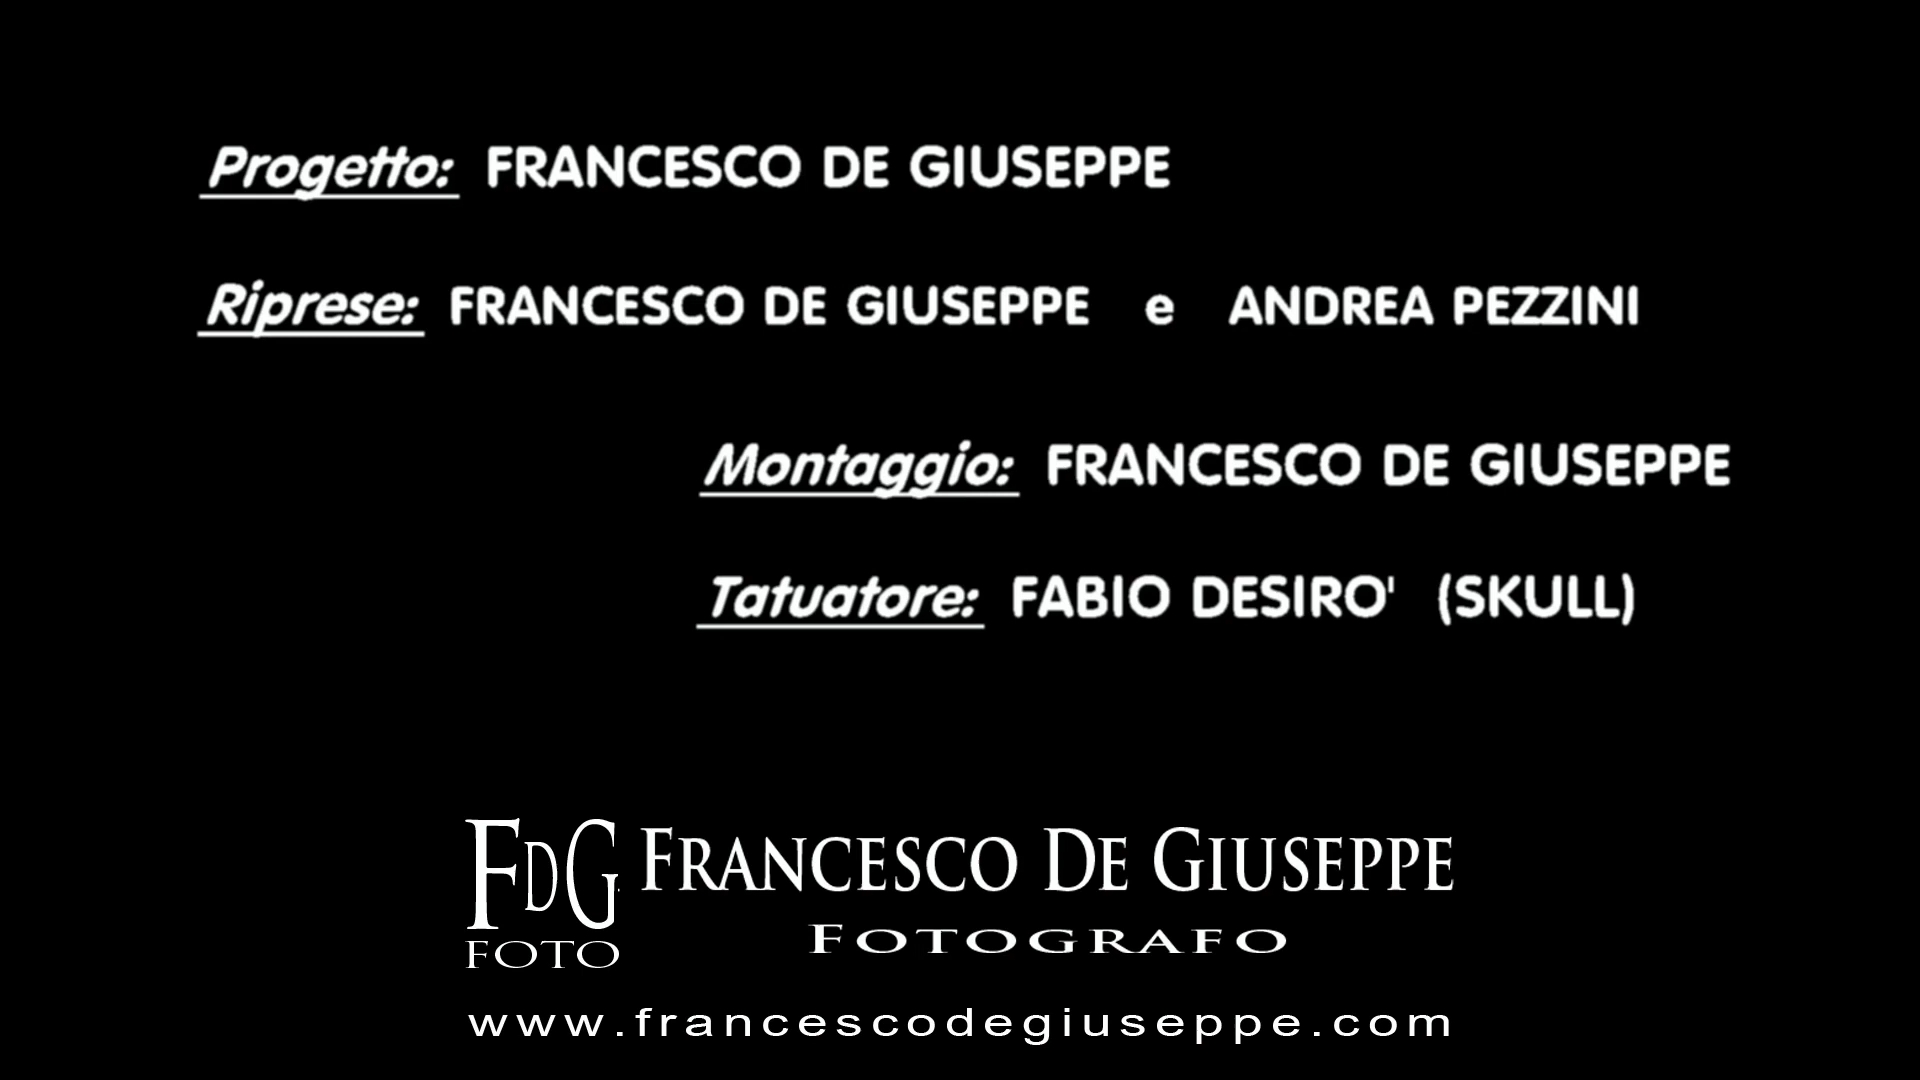 Progetto: FRANCESCO DE GIUSEPPE
Riprese: FRANCESCO DE GIUSEPPE e ANDREA PEZZINI
Montaggio: FRANCESCO DE GIUSEPPE
Tatuatore: FABIO DESIRO' (SKULL)
FDG FRANCESCO DE GIUSEPPE
FOTO FOTOGRAFO
www.francescodegiuseppe.com